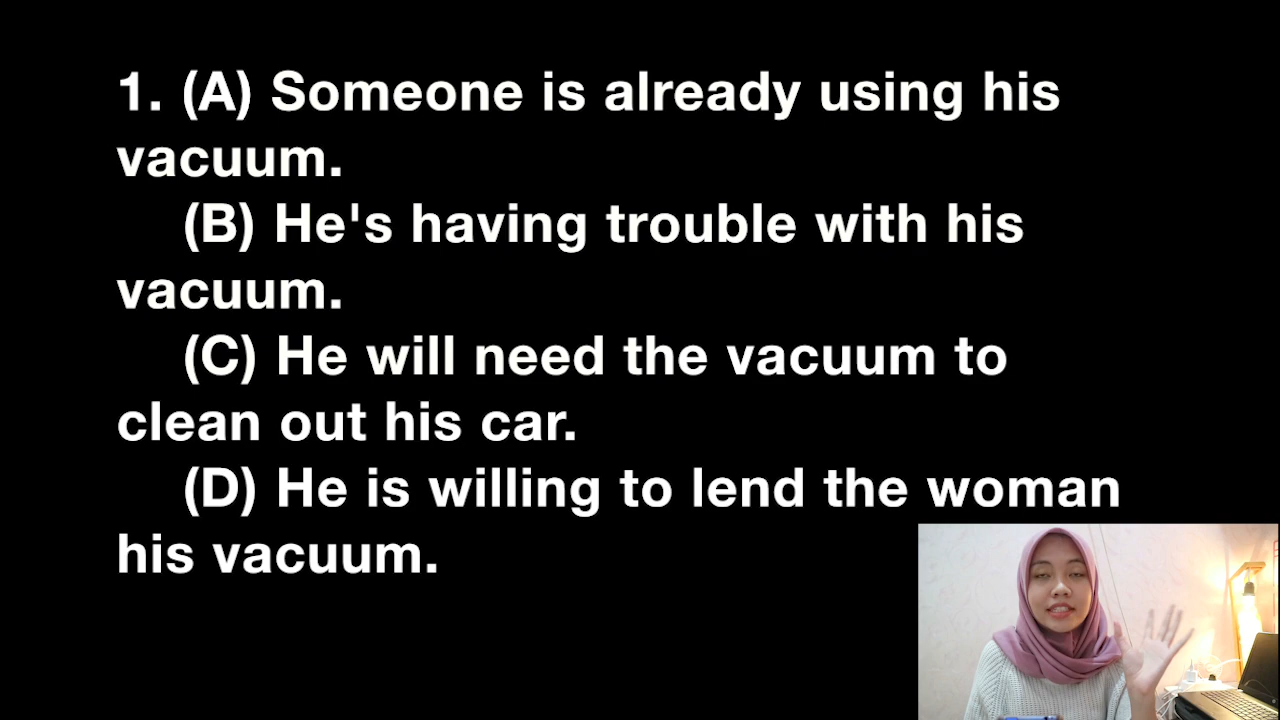 1. (A) Someone is already using his
vacuum.
(B) He's having trouble with his
vacuum.
(C) He will need the vacuum to
clean out his car.
(D) He is willing to lend the woman
his vacuum.